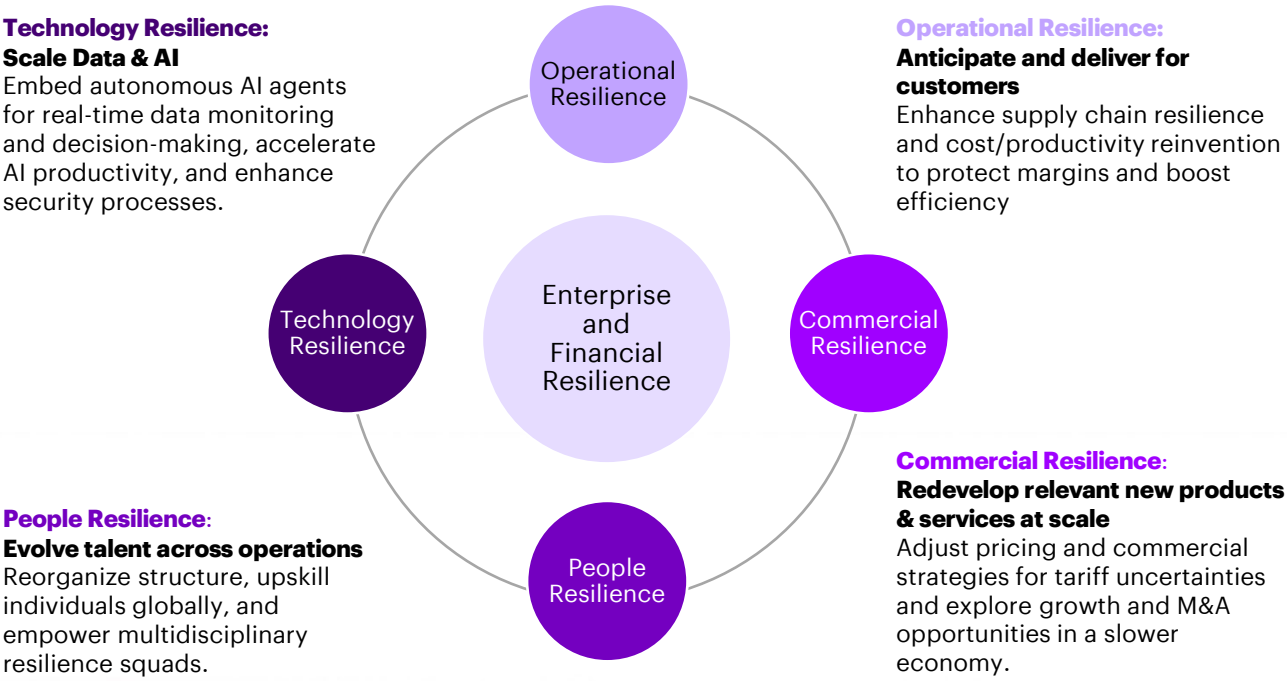 Technology Resilience:
Scale Data & AI
Embed autonomous AI agents
for real-time data monitoring
and decision-making, accelerate
AI productivity, and enhance
security processes.
Operational
Resilience
Operational Resilience:
Anticipate and deliver for
customers
Enhance supply chain resilience
and cost/productivity reinvention
to protect margins and boost
efficiency
Technology
Resilience
Enterprise
and
Financial
Resilience
Commercial
Resilience
People Resilience:
Evolve talent across operations
Reorganize structure, upskill
individuals globally, and
empower multidisciplinary
resilience squads.
People
Resilience
Commercial Resilience:
Redevelop relevant new products
& services at scale
Adjust pricing and commercial
strategies for tariff uncertainties
and explore growth and M&A
opportunities in a slower
economy.